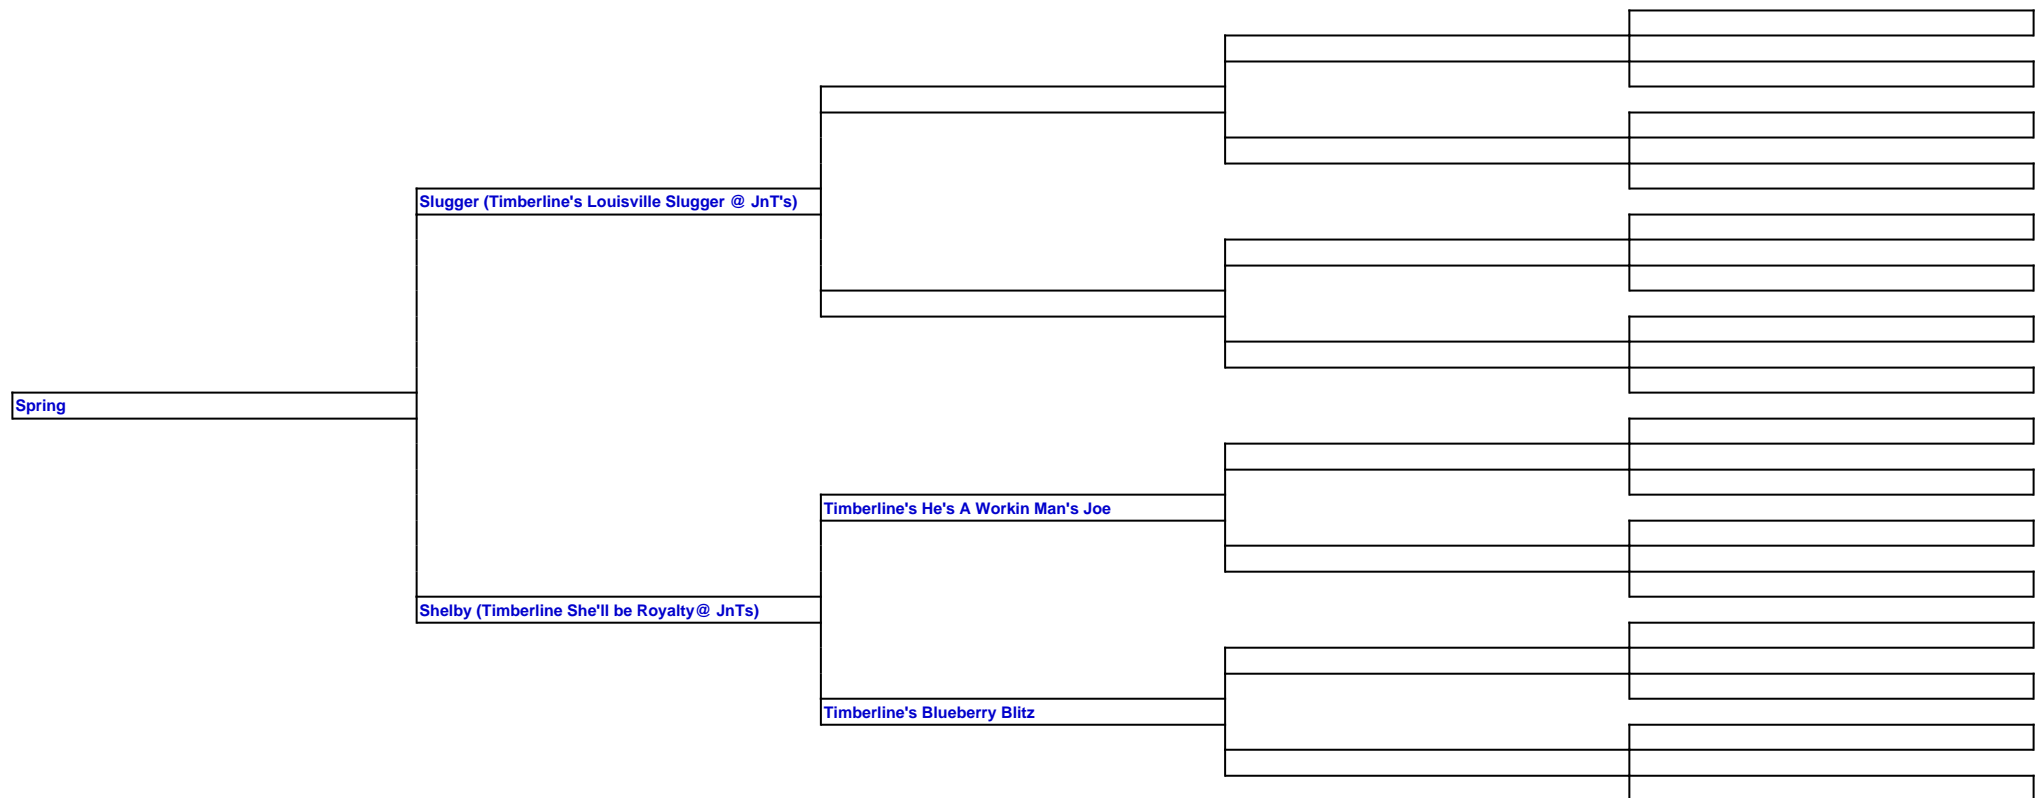 Slugger (Timberline's Louisville Slugger @ JnT's)
Spring
Timberline's He's A Workin Man's Joe
Shelby (Timberline She'll be Royalty@ JnTs)
Timberline's Blueberry Blitz